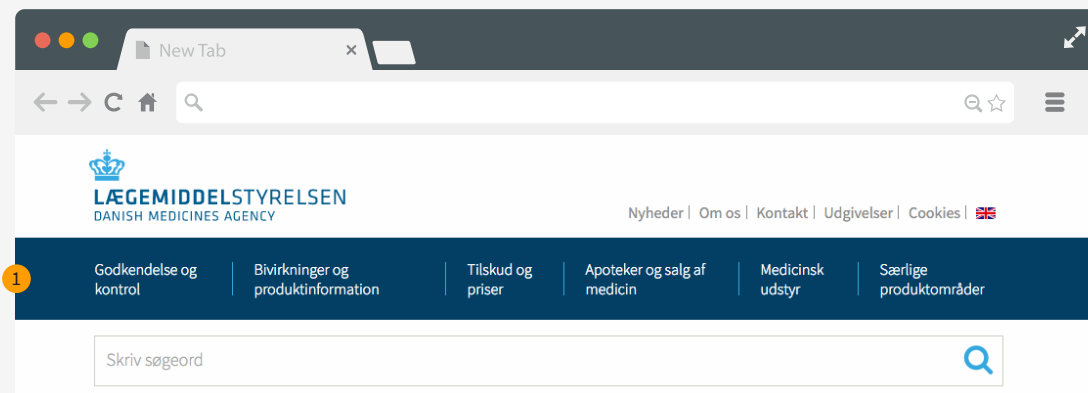 New Tab
LÆGEMIDDELSTYRELSEN
DANISH MEDICINES AGENCY
Nyheder | Om os | Kontakt | Udgivelser | Cookies |
1
Godkendelse og kontrol
Bivirkninger og produktinformation
Tilskud og priser
Apoteker og salg af medicin
Medicinsk udstyr
Særlige produktområder
Skriv søgeord